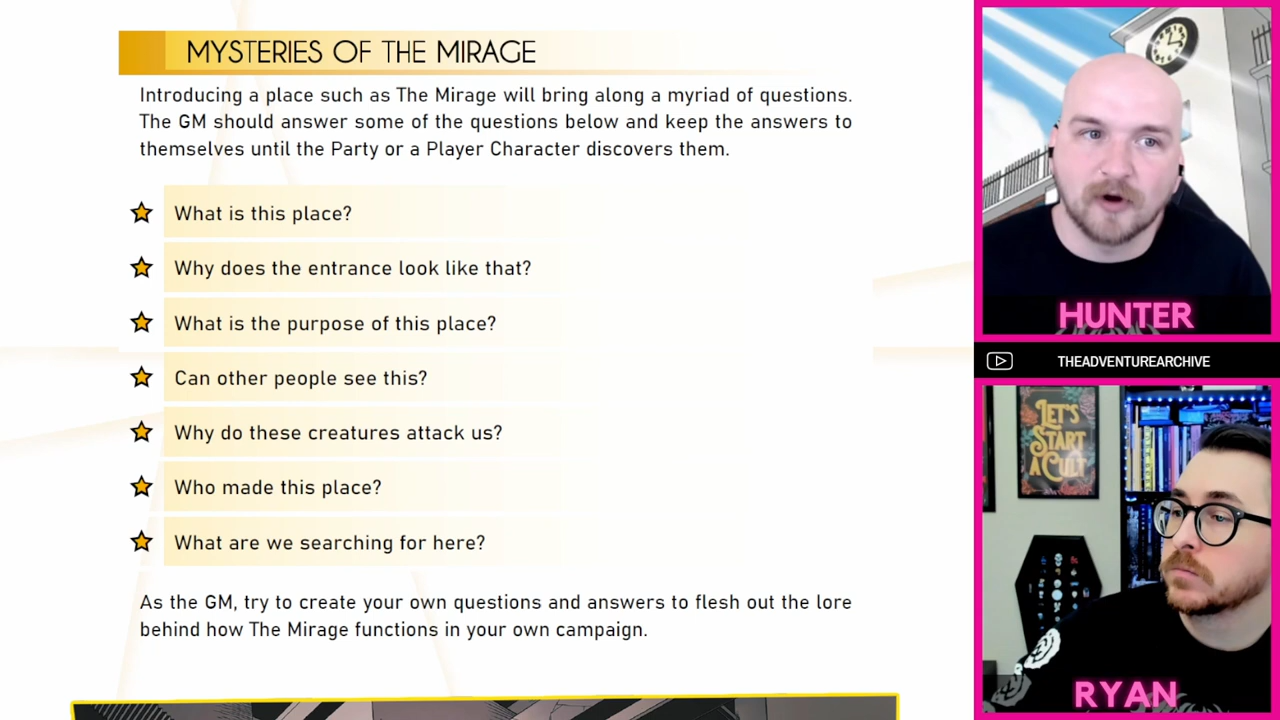 MYSTERIES OF THE MIRAGE
Introducing a place such as The Mirage will bring along a myriad of questions.
The GM should answer some of the questions below and keep the answers to
themselves until the Party or a Player Character discovers them.
What is this place?
Why does the entrance look like that?
What is the purpose of this place?
Can other people see this?
Why do these creatures attack us?
Who made this place?
What are we searching for here?
As the GM, try to create your own questions and answers to flesh out the lore
behind how The Mirage functions in your own campaign.
HUNTER
THEADVENTUREARCHIVE
LET'S
START
A CULT
RYAN